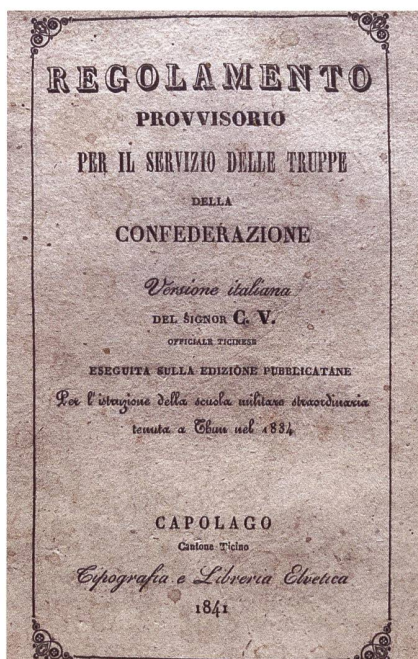 REGOLAMENTO
PROVVISORIO
PER IL SERVIZIO DELLE TRUPPE
DELLA
CONFEDERAZIONE
Versione italiana
DEL SIGNOR C. V.
OFFICIALE TICINESE
ESEGUITA SULLA EDIZIONE PUBBLICATANE
Per l'istruzione della scuola militare straordinaria
tenuta a Thun nel 1834
CAPOLAGO
Cantone Ticino
Tipografia e Libreria Elvetica
1841